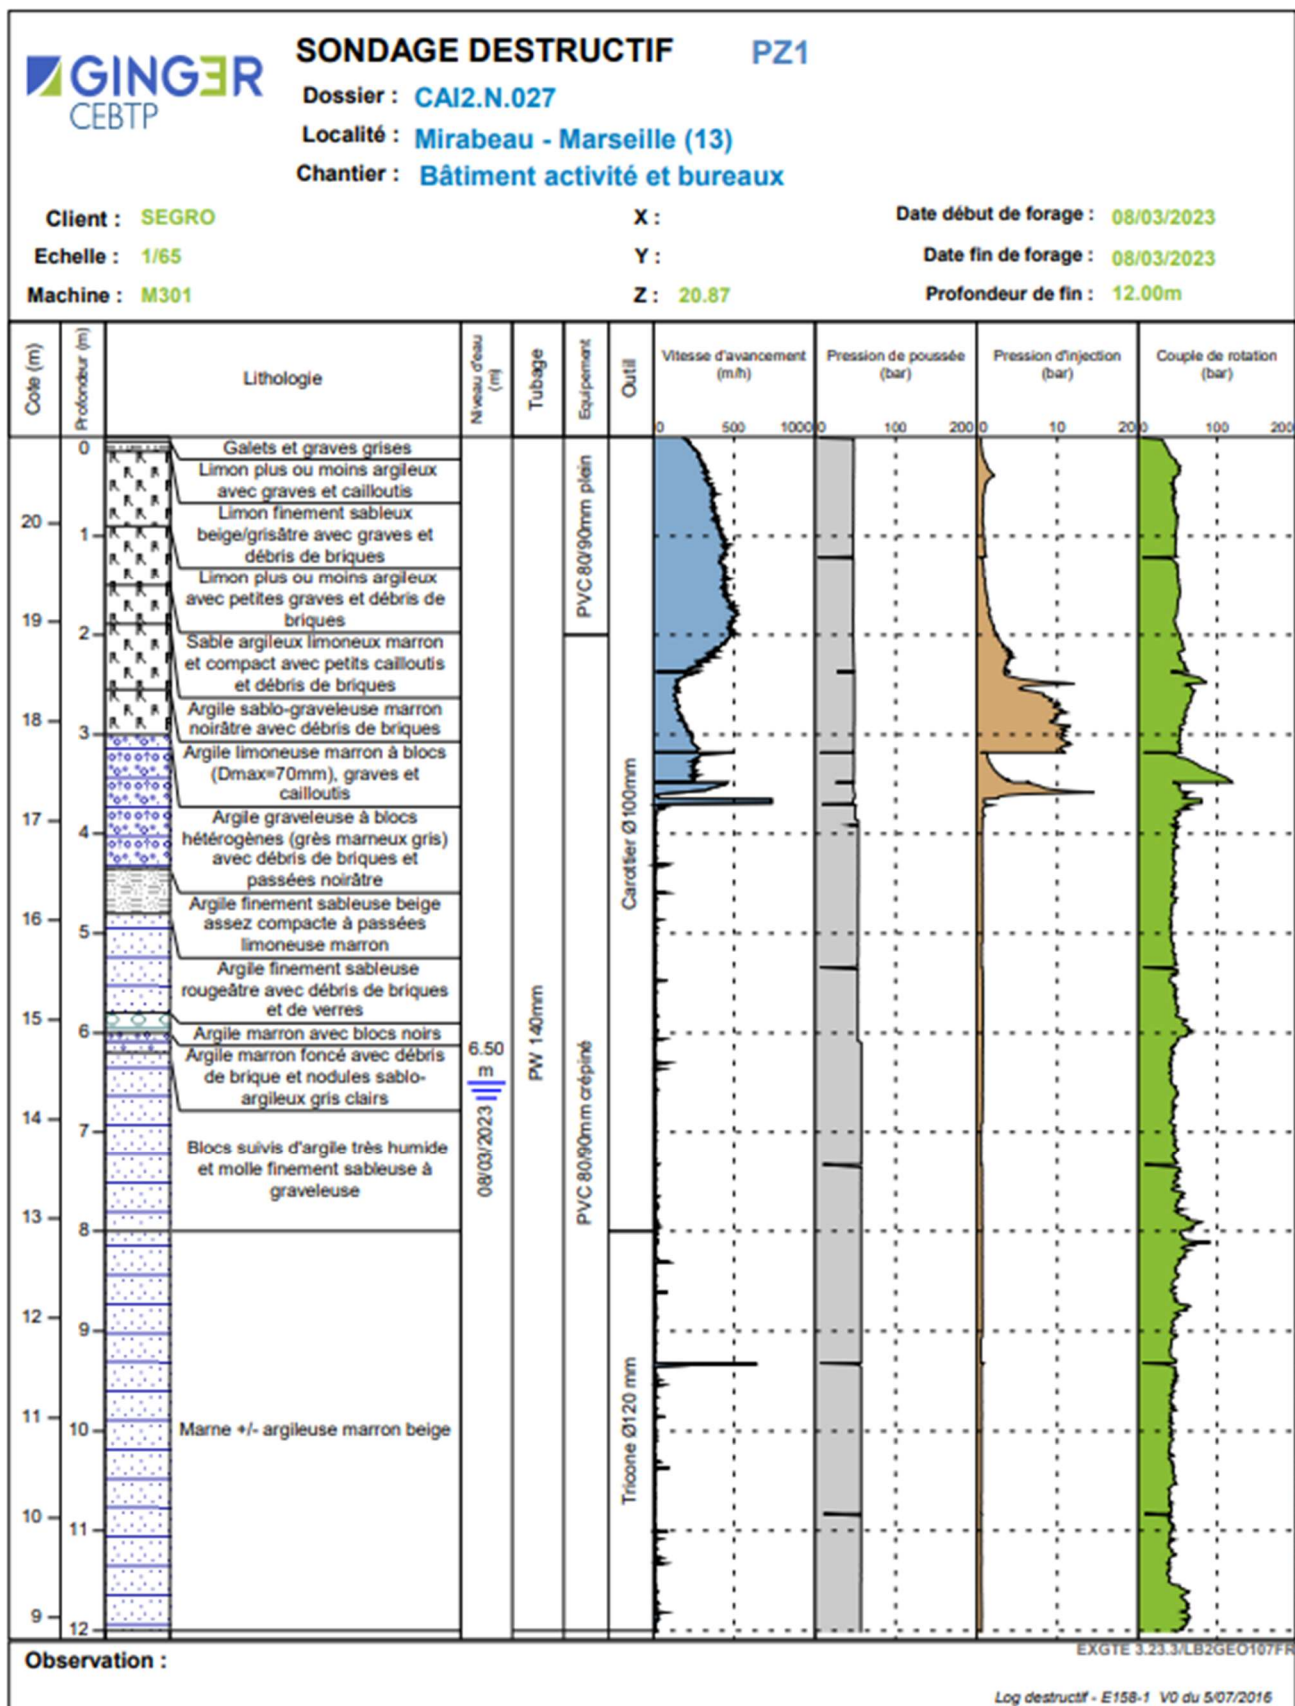 GINGER
CEBTP
SONDAGE DESTRUCTIF PZ1
Dossier : CAI2.N.027
Localité : Mirabeau - Marseille (13)
Chantier : Bâtiment activité et bureaux
Client : SEGRO X : Date début de forage : 08/03/2023
Echelle : 1/65 Y : Date fin de forage : 08/03/2023
Machine : M301 Z : 20.87 Profondeur de fin : 12.00m
Cote (m)
Profondeur (m)
Lithologie
Niveau d'eau
(m)
Tubage
Equipement
Outil
Vitesse d'avancement
(m/h)
Pression de poussée
(bar)
Pression d'injection
(bar)
Couple de rotation
(bar)
0 500 1000
0 100 200
0 10 20
0 100 200
20
19
18
17
16
15
14
13
12
11
10
9
0
1
2
3
4
5
6
7
8
9
10
11
12
Galets et graves grises
Limon plus ou moins argileux
avec graves et cailloutis
Limon finement sableux
beige/grisâtre avec graves et
débris de briques
Limon plus ou moins argileux
avec petites graves et débris de
briques
Sable argileux limoneux marron
et compact avec petits cailloutis
et débris de briques
Argile sablo-graveleuse marron
noirâtre avec débris de briques
Argile limoneuse marron à blocs
(Dmax=70mm), graves et
cailloutis
Argile graveleuse à blocs
hétérogènes (grès marneux gris)
avec débris de briques et
passées noirâtre
Argile finement sableuse beige
assez compacte à passées
limoneuse marron
Argile finement sableuse
rougeâtre avec débris de briques
et de verres
Argile marron avec blocs noirs
Argile marron foncé avec débris
de brique et nodules sablo-
argileux gris clairs
Blocs suivis d'argile très humide
et molle finement sableuse à
graveleuse
Marne +/- argileuse marron beige
6.50
m
08/03/2023
PW 140mm
PVC 80/90mm plein
PVC 80/90mm crépiné
Carottier Ø100mm
Tricone Ø120 mm
Observation :
EXGTE 3.23.3/LB2GEO107FR
Log destructif - E158-1 V0 du 5/07/2016